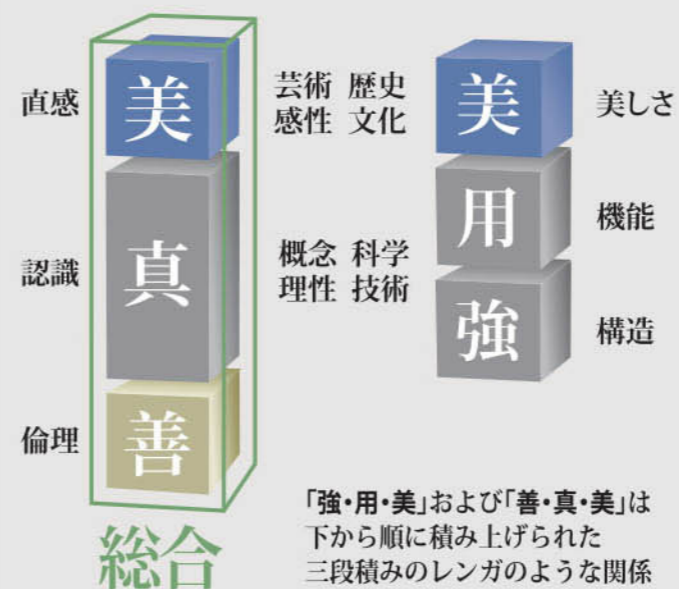 直感
美
芸術 歴史
感性 文化
美
美しさ
認識
真
概念 科学
理性 技術
用
機能
強
構造
倫理
善
総合
「強・用・美」および「善・真・美」は
下から順に積み上げられた
三段積みのレンガのような関係